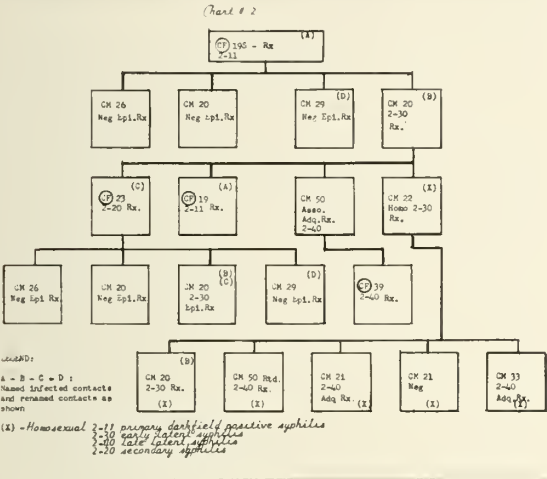 Chart # 2
(A)
CF 19S - Rx
2-11
CM 26
Neg Epi.Rx
CM 20
Neg Epi.Rx
(D)
CM 29
Neg Epi.Rx
(B)
CM 20
2-30
Rx.
(C)
CF 23
2-20 Rx.
(A)
CF 19
2-11 Rx.
CM 50
Asso.
Adq.Rx.
2-40
(X)
CM 22
Homo 2-30
Rx.
CM 26
Neg Epi Rx
CM 20
Neg Epi.Rx
(B)
(C)
CM 20
2-30
Epi.Rx
(D)
CM 29
Neg Epi.Rx
CF 39
2-40 Rx.
LEGEND:
A - B - C - D :
Named infected contacts
and renamed contacts as
shown
(B)
CM 20
2-30 Rx.
(X)
CM 50 Rtd.
2-40 Rx.
(X)
CM 21
2-40
Adq Rx.
(X)
CM 21
Neg
(X)
CM 33
2-40
Adq.Rx.
(X)
(X) - Homosexual 2-11 primary darkfield positive syphilis
2-30 early latent syphilis
2-40 late latent syphilis
2-20 secondary syphilis